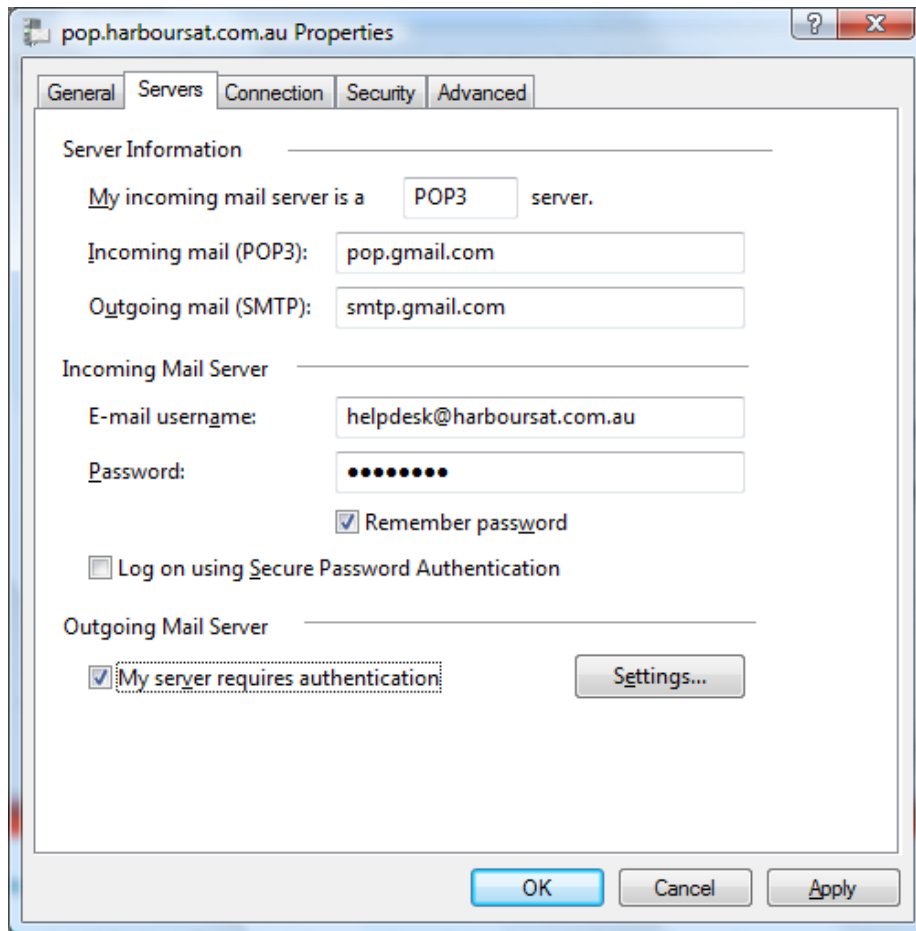 pop.harboursat.com.au Properties
General Servers Connection Security Advanced
Server Information
My incoming mail server is a POP3 server.
Incoming mail (POP3): pop.gmail.com
Outgoing mail (SMTP): smtp.gmail.com
Incoming Mail Server
E-mail username: helpdesk@harboursat.com.au
Password: ●●●●●●●●
Remember password
Log on using Secure Password Authentication
Outgoing Mail Server
My server requires authentication Settings...
OK Cancel Apply